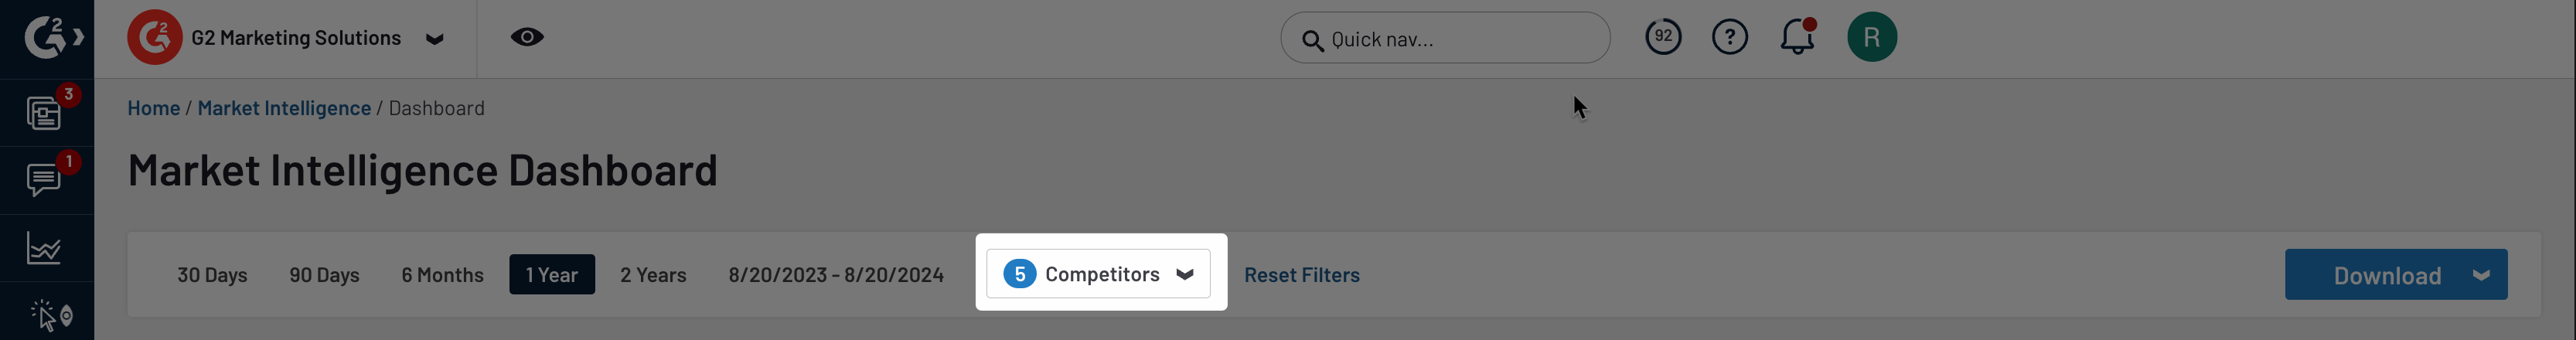 G2 Marketing Solutions
Quick nav...
92
?
R
3
1
Home / Market Intelligence / Dashboard
Market Intelligence Dashboard
30 Days 90 Days 6 Months 1 Year 2 Years 8/20/2023 - 8/20/2024 5 Competitors Reset Filters Download